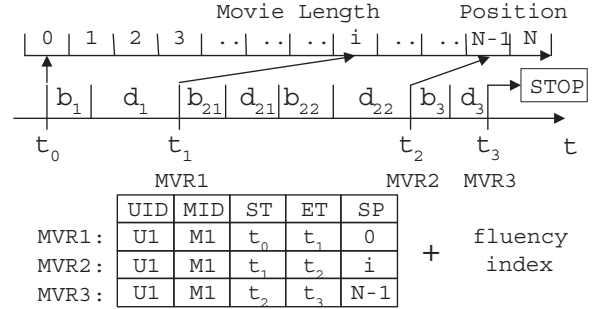 Movie Length Position
0 1 2 3 .. .. .. i .. .. N-1 N
b1 d1 b21 d21 b22 d22 b3 d3 STOP
t0 t1 t2 t3 t
MVR1 MVR2 MVR3
UID MID ST ET SP
MVR1: U1 M1 t0 t1 0
MVR2: U1 M1 t1 t2 i
MVR3: U1 M1 t2 t3 N-1
+ fluency
index